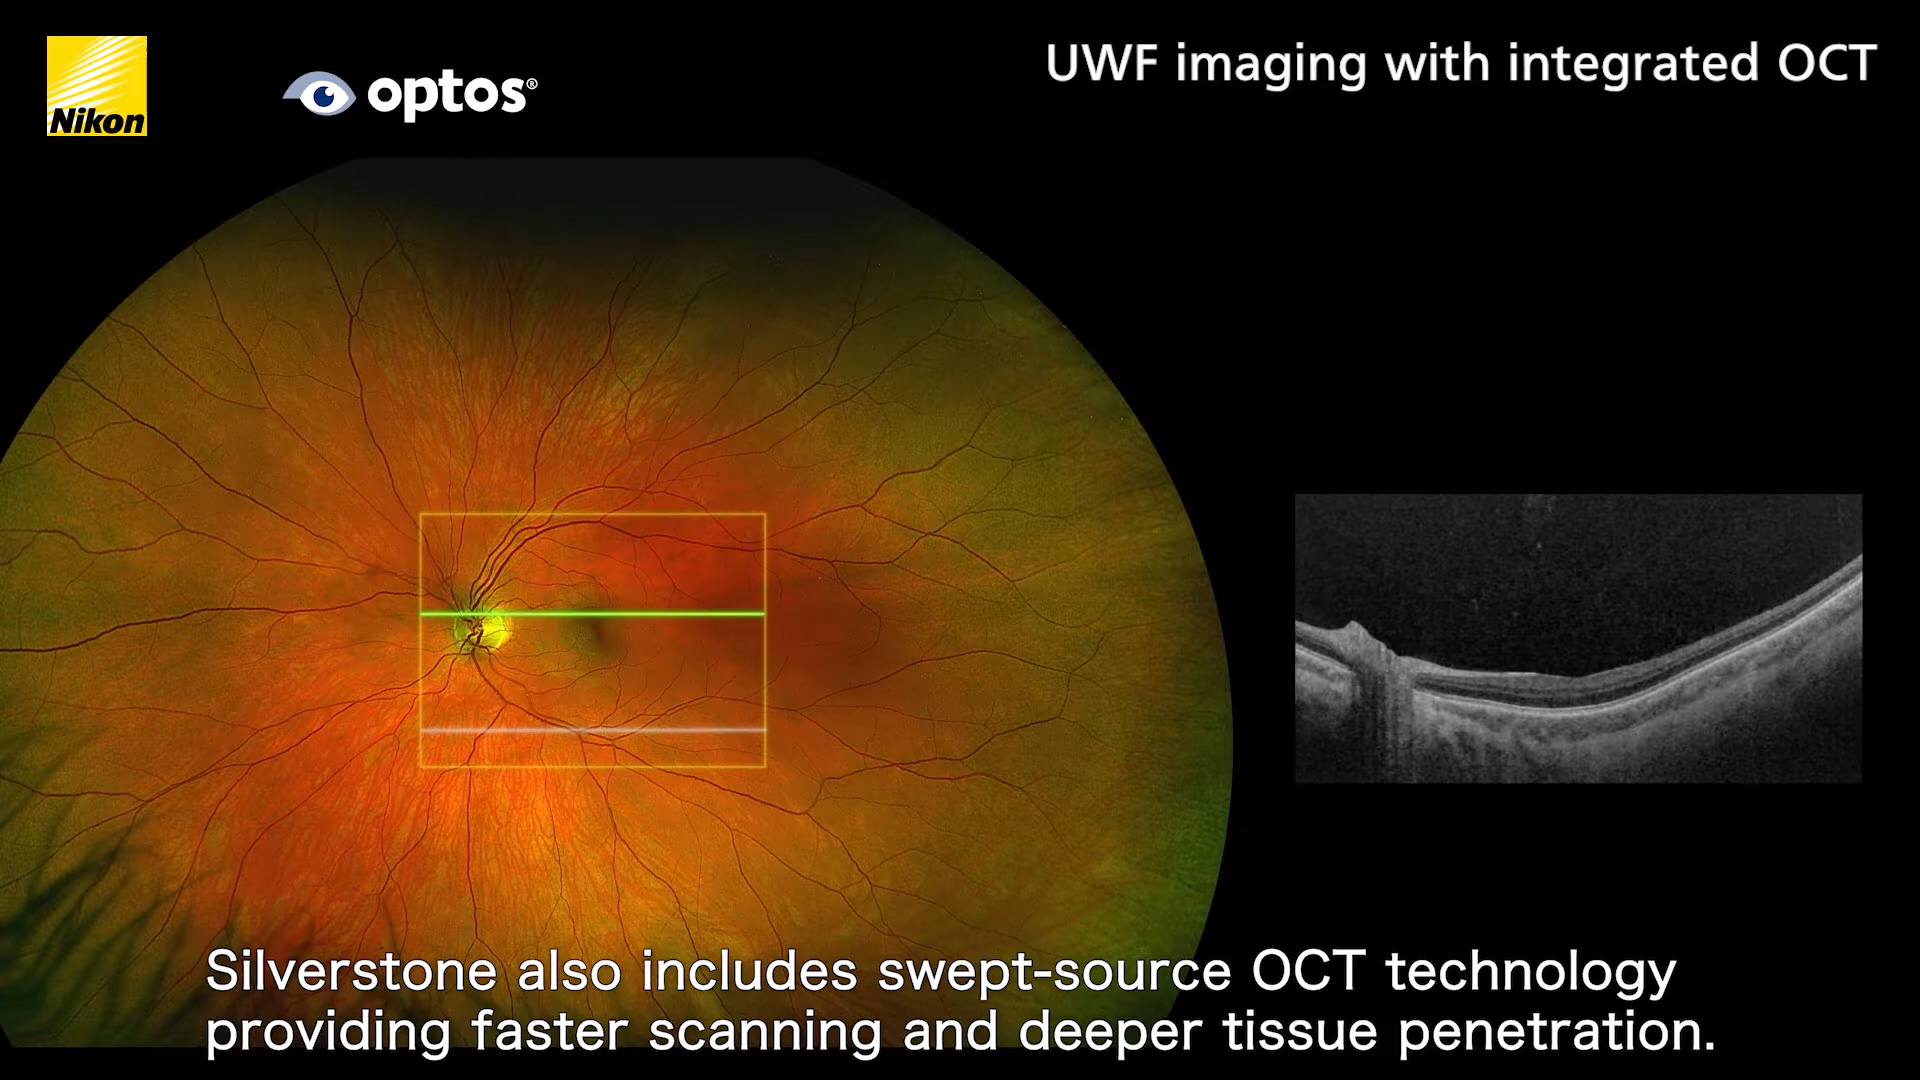 Nikon
optos®
UWF imaging with integrated OCT
Silverstone also includes swept-source OCT technology
providing faster scanning and deeper tissue penetration.